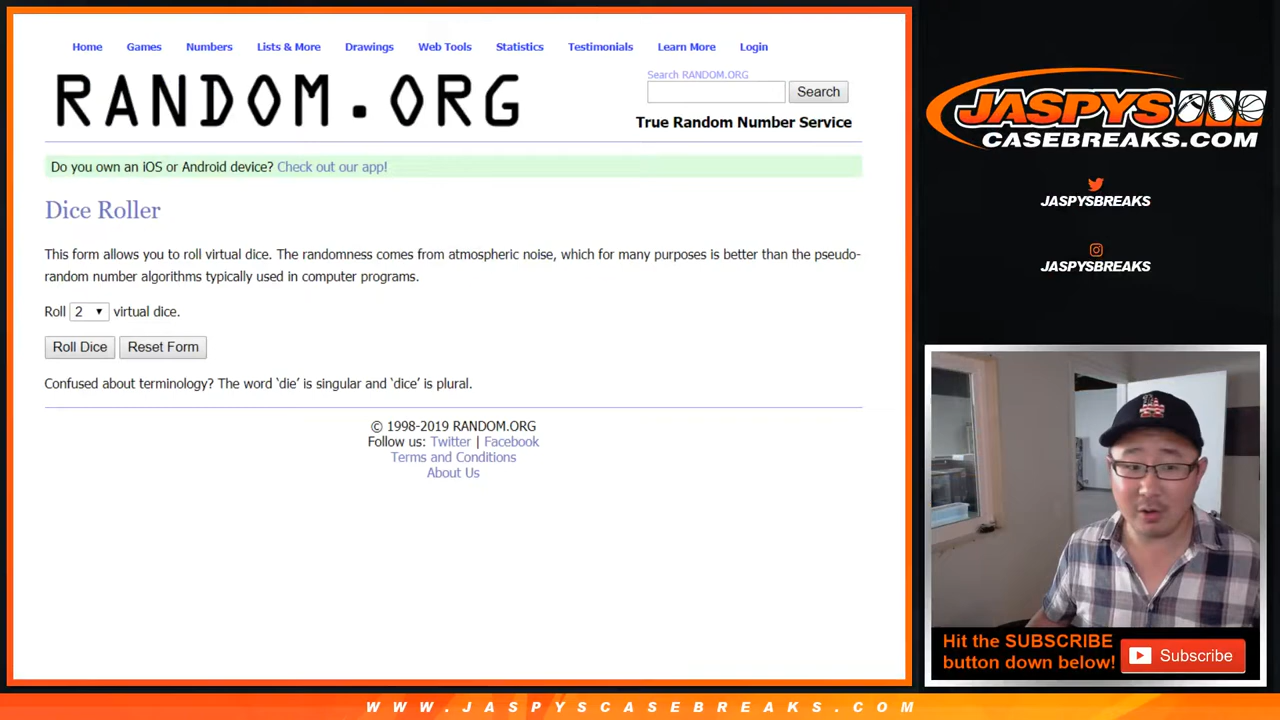 Home Games Numbers Lists & More Drawings Web Tools Statistics Testimonials Learn More Login
RANDOM.ORG
Search RANDOM.ORG
Search
True Random Number Service
Do you own an iOS or Android device? Check out our app!
Dice Roller
This form allows you to roll virtual dice. The randomness comes from atmospheric noise, which for many purposes is better than the pseudo-
random number algorithms typically used in computer programs.
Roll 2 virtual dice.
Roll Dice Reset Form
Confused about terminology? The word ‘die’ is singular and ‘dice’ is plural.
© 1998-2019 RANDOM.ORG
Follow us: Twitter | Facebook
Terms and Conditions
About Us
JASPYS
CASEBREAKS.COM
JASPYSBREAKS
JASPYSBREAKS
Hit the SUBSCRIBE
button down below!
Subscribe
WWW.JASPYSCASEBREAKS.COM